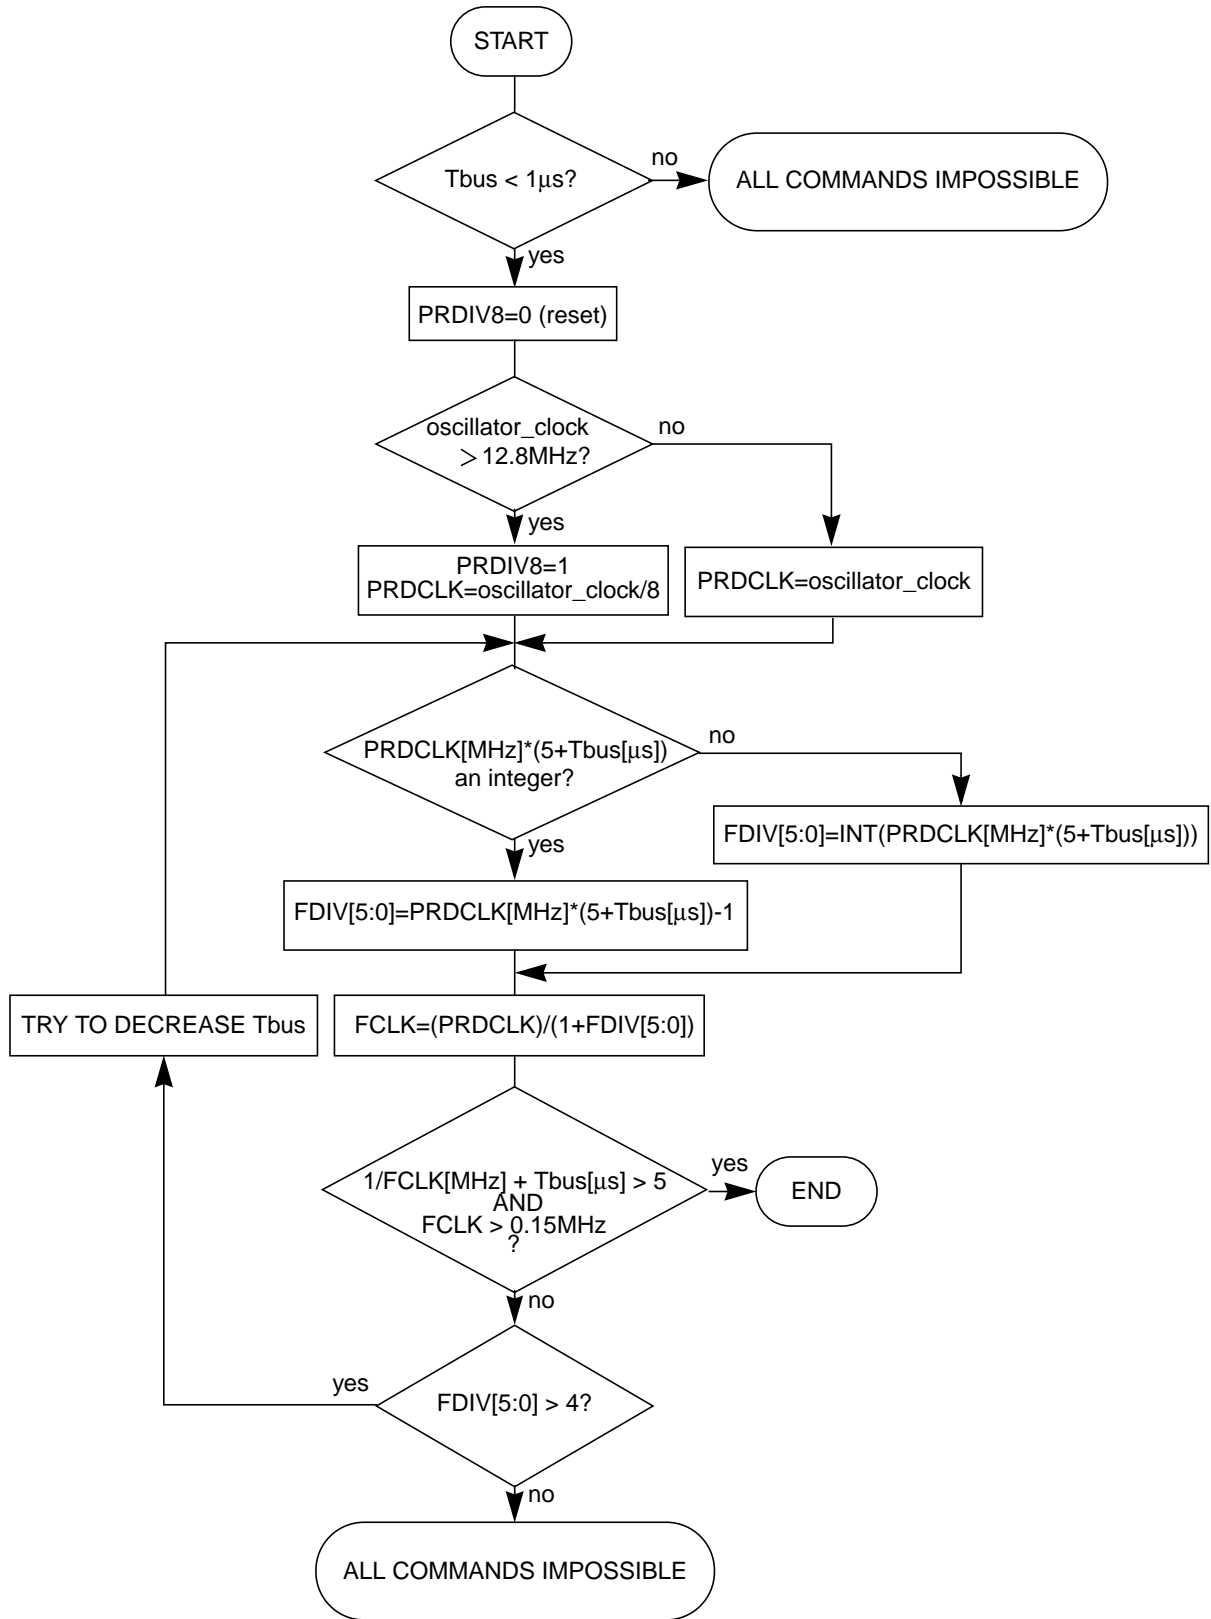 START
Tbus < 1μs?
no
ALL COMMANDS IMPOSSIBLE
yes
PRDIV8=0 (reset)
oscillator_clock
> 12.8MHz?
no
yes
PRDIV8=1
PRDCLK=oscillator_clock/8
PRDCLK=oscillator_clock
PRDCLK[MHz]*(5+Tbus[μs])
an integer?
no
yes
FDIV[5:0]=INT(PRDCLK[MHz]*(5+Tbus[μs]))
FDIV[5:0]=PRDCLK[MHz]*(5+Tbus[μs])-1
TRY TO DECREASE Tbus
FCLK=(PRDCLK)/(1+FDIV[5:0])
1/FCLK[MHz] + Tbus[μs] > 5
AND
FCLK > 0.15MHz
?
yes
END
no
yes
FDIV[5:0] > 4?
no
ALL COMMANDS IMPOSSIBLE